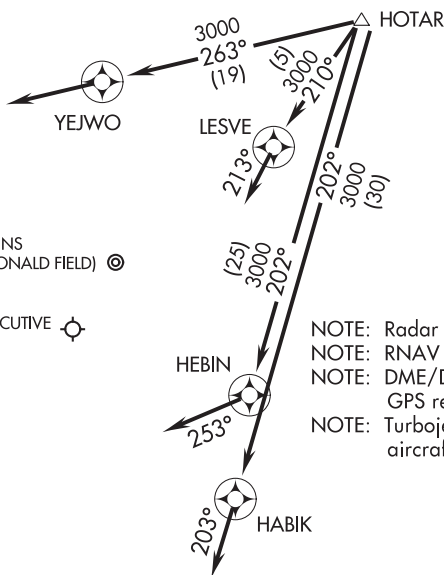 HOTAR
3000
263°
(19)
YEJWO
(5)
3000
210°
LESVE
213°
202°
3000
(30)
(25)
3000
202°
NS
ONALD FIELD)
CUTIVE
HEBIN
253°
NOTE: Radar
NOTE: RNAV
NOTE: DME/D
GPS re
NOTE: Turboje
aircraf
203°
HABIK